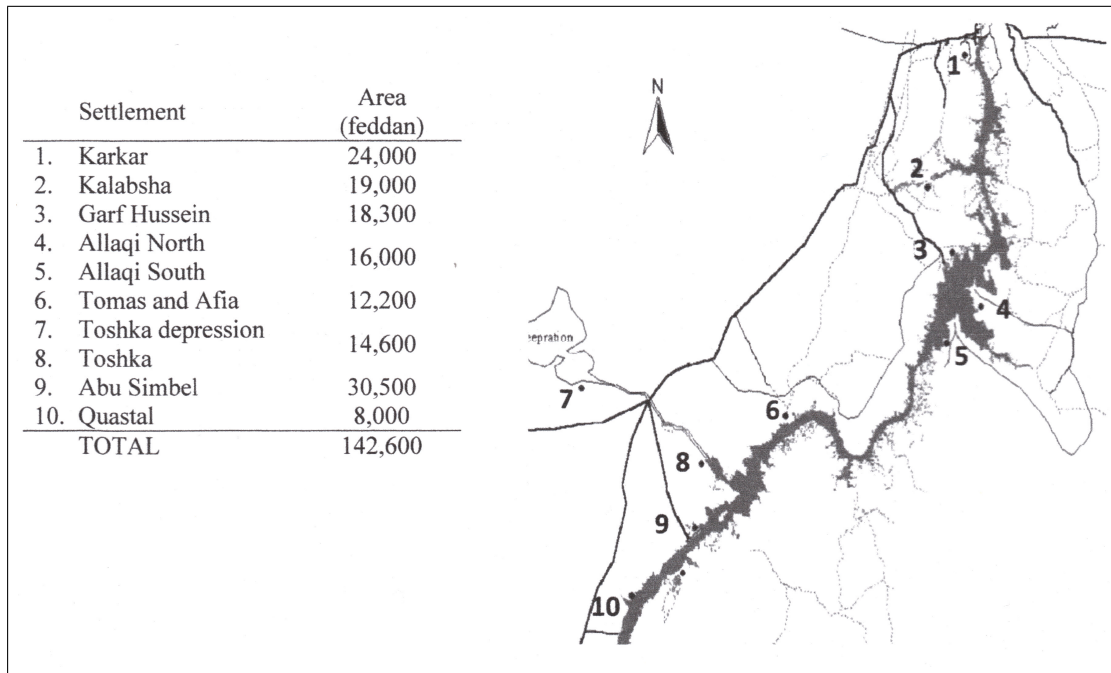 Settlement Area (feddan)
1. Karkar 24,000
2. Kalabsha 19,000
3. Garf Hussein 18,300
4. Allaqi North
16,000
5. Allaqi South
6. Tomas and Afia 12,200
7. Toshka depression
14,600
8. Toshka
9. Abu Simbel 30,500
10. Quastal 8,000
TOTAL 142,600
N
1
2
3
4
5
eepration
7
6
8
9
10